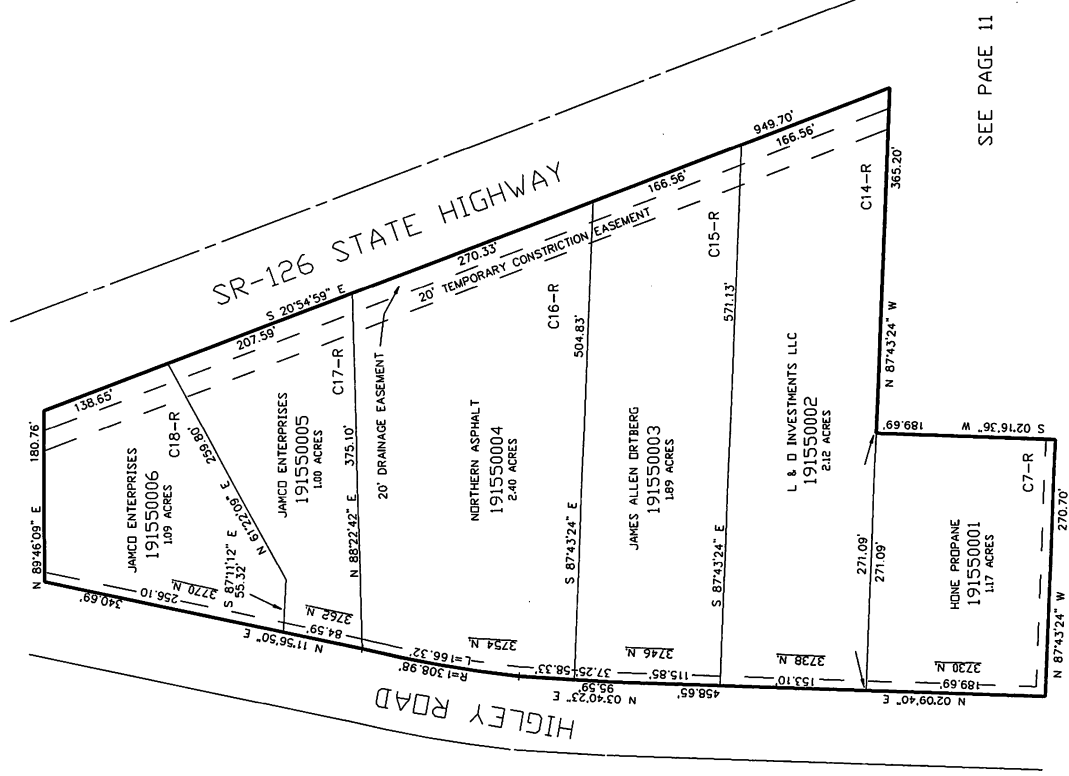 SEE PAGE 11
SR-126 STATE HIGHWAY
S 20°54'59" E
949.70'
N 89°46'09" E
180.76'
138.65'
C18-R
JAMCO ENTERPRISES
191550006
1.09 ACRES
340.69'
256.10
3770 N
N 61°22'09" E
259.80'
S 87°11'12" E
55.32'
207.59'
JAMCO ENTERPRISES
191550005
1.00 ACRES
C17-R
3762 N
84.59'
N 11°56'50" E
N 88°22'42" E
375.10'
20' DRAINAGE EASEMENT
270.33'
20' TEMPORARY CONSTRICTION EASEMENT
NORTHERN ASPHALT
191550004
2.40 ACRES
C16-R
3754 N
L=166.32'
R=1308.98'
S 87°43'24" E
504.83'
166.56'
37.25
58.33'
95.59'
N 03°40'23" E
JAMES ALLEN DRTBERG
191550003
1.89 ACRES
C15-R
3746 N
115.85'
458.65'
S 87°43'24" E
571.13'
166.56'
L & D INVESTMENTS LLC
191550002
2.12 ACRES
C14-R
365.20'
3738 N
153.10'
N 87°43'24" W
271.09'
271.09'
189.69'
S 02°16'36" W
HONE PROPANE
191550001
1.17 ACRES
C7-R
3730 N
189.69'
N 02°09'40" E
N 87°43'24" W
270.70'
HIGLEY ROAD